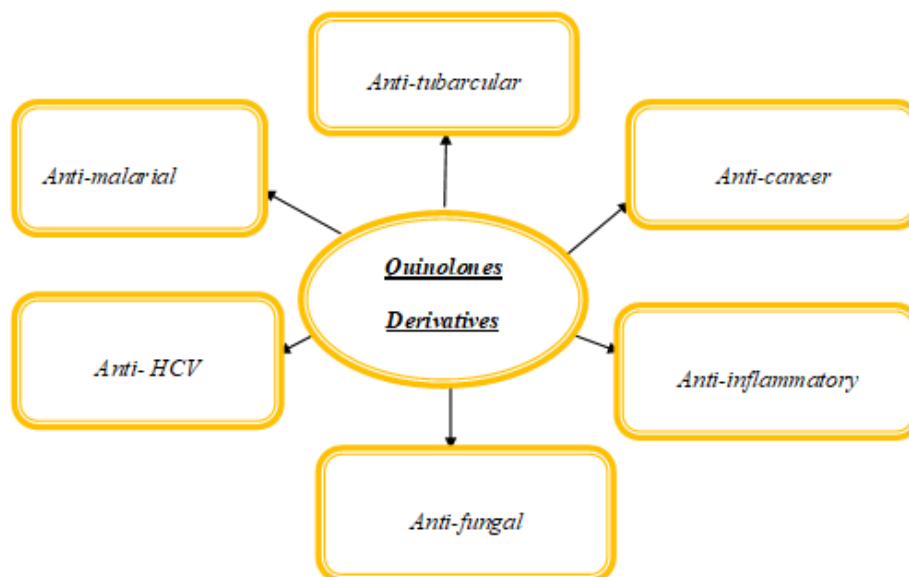 Anti-tubarcular
Anti-malarial
Anti-cancer
Quinolones
Derivatives
Anti- HCV
Anti-inflammatory
Anti-fungal